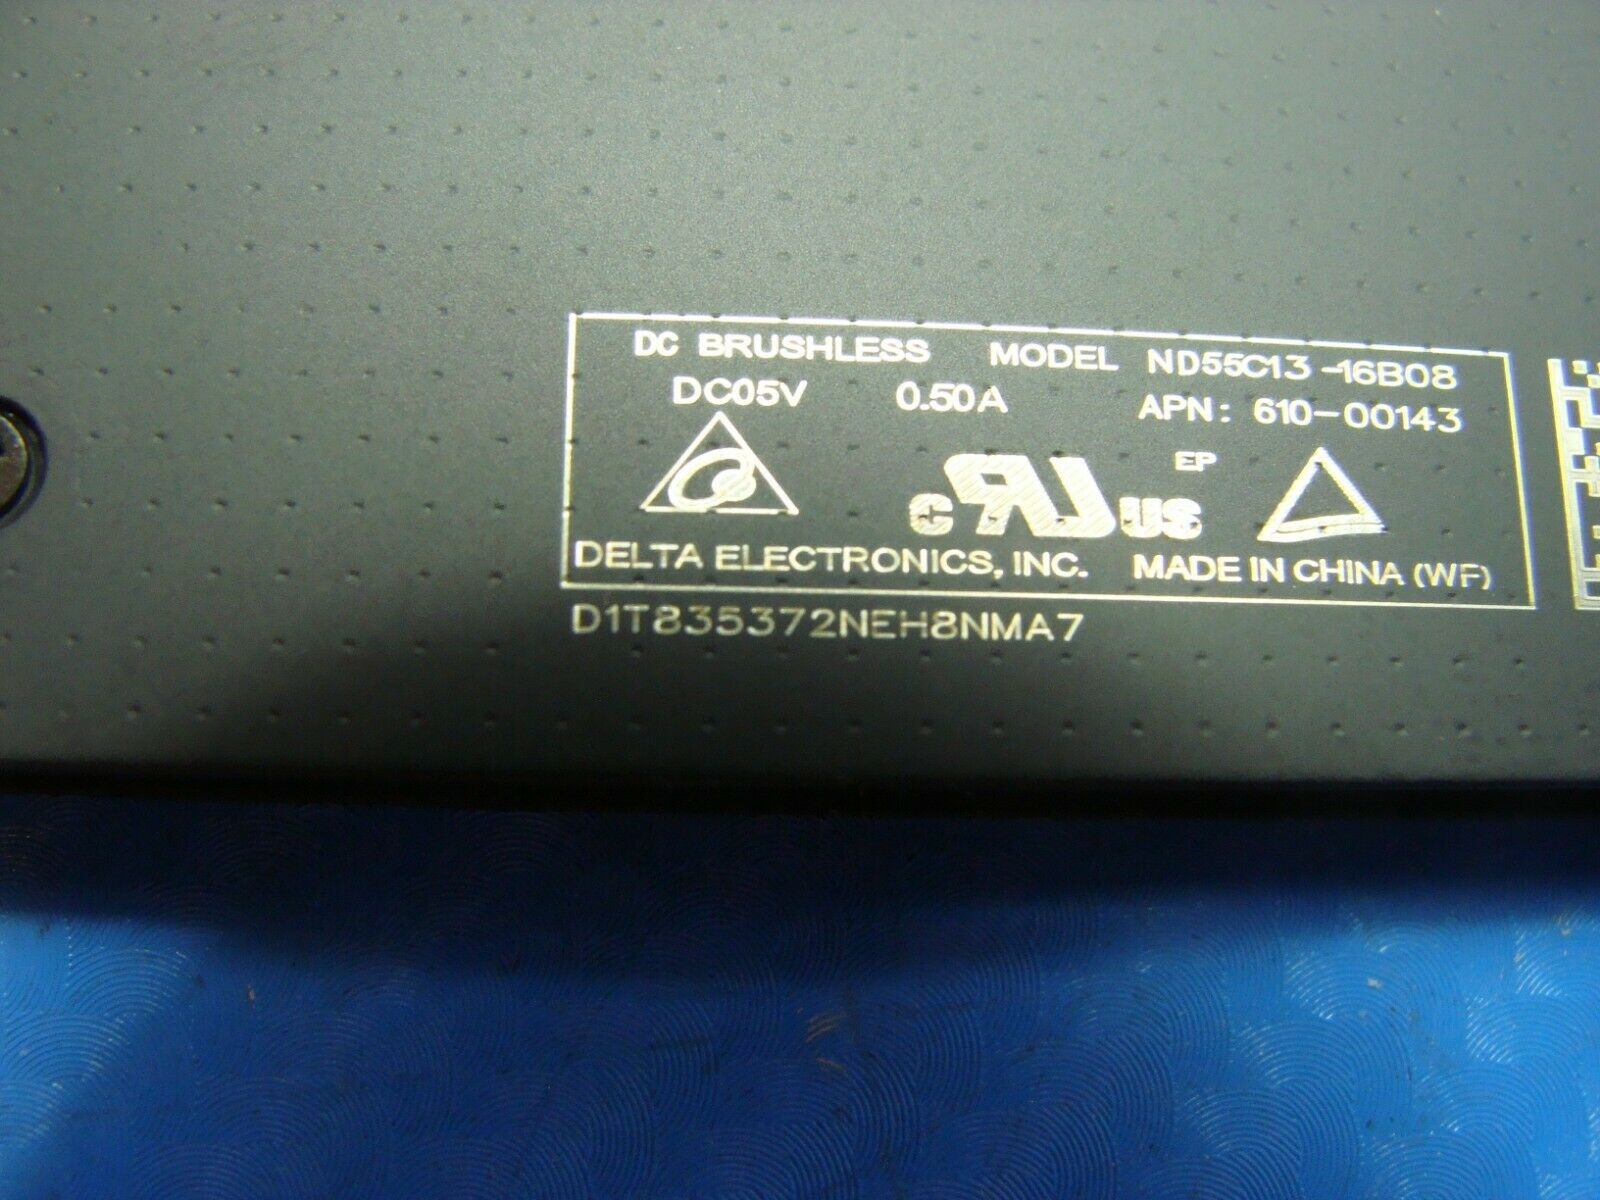 DC BRUSHLESS MODEL ND55C13-16B08
DC05V 0.50A APN: 610-00143
c RU US EP
DELTA ELECTRONICS, INC. MADE IN CHINA (WF)
D1T835372NEH8NMA7